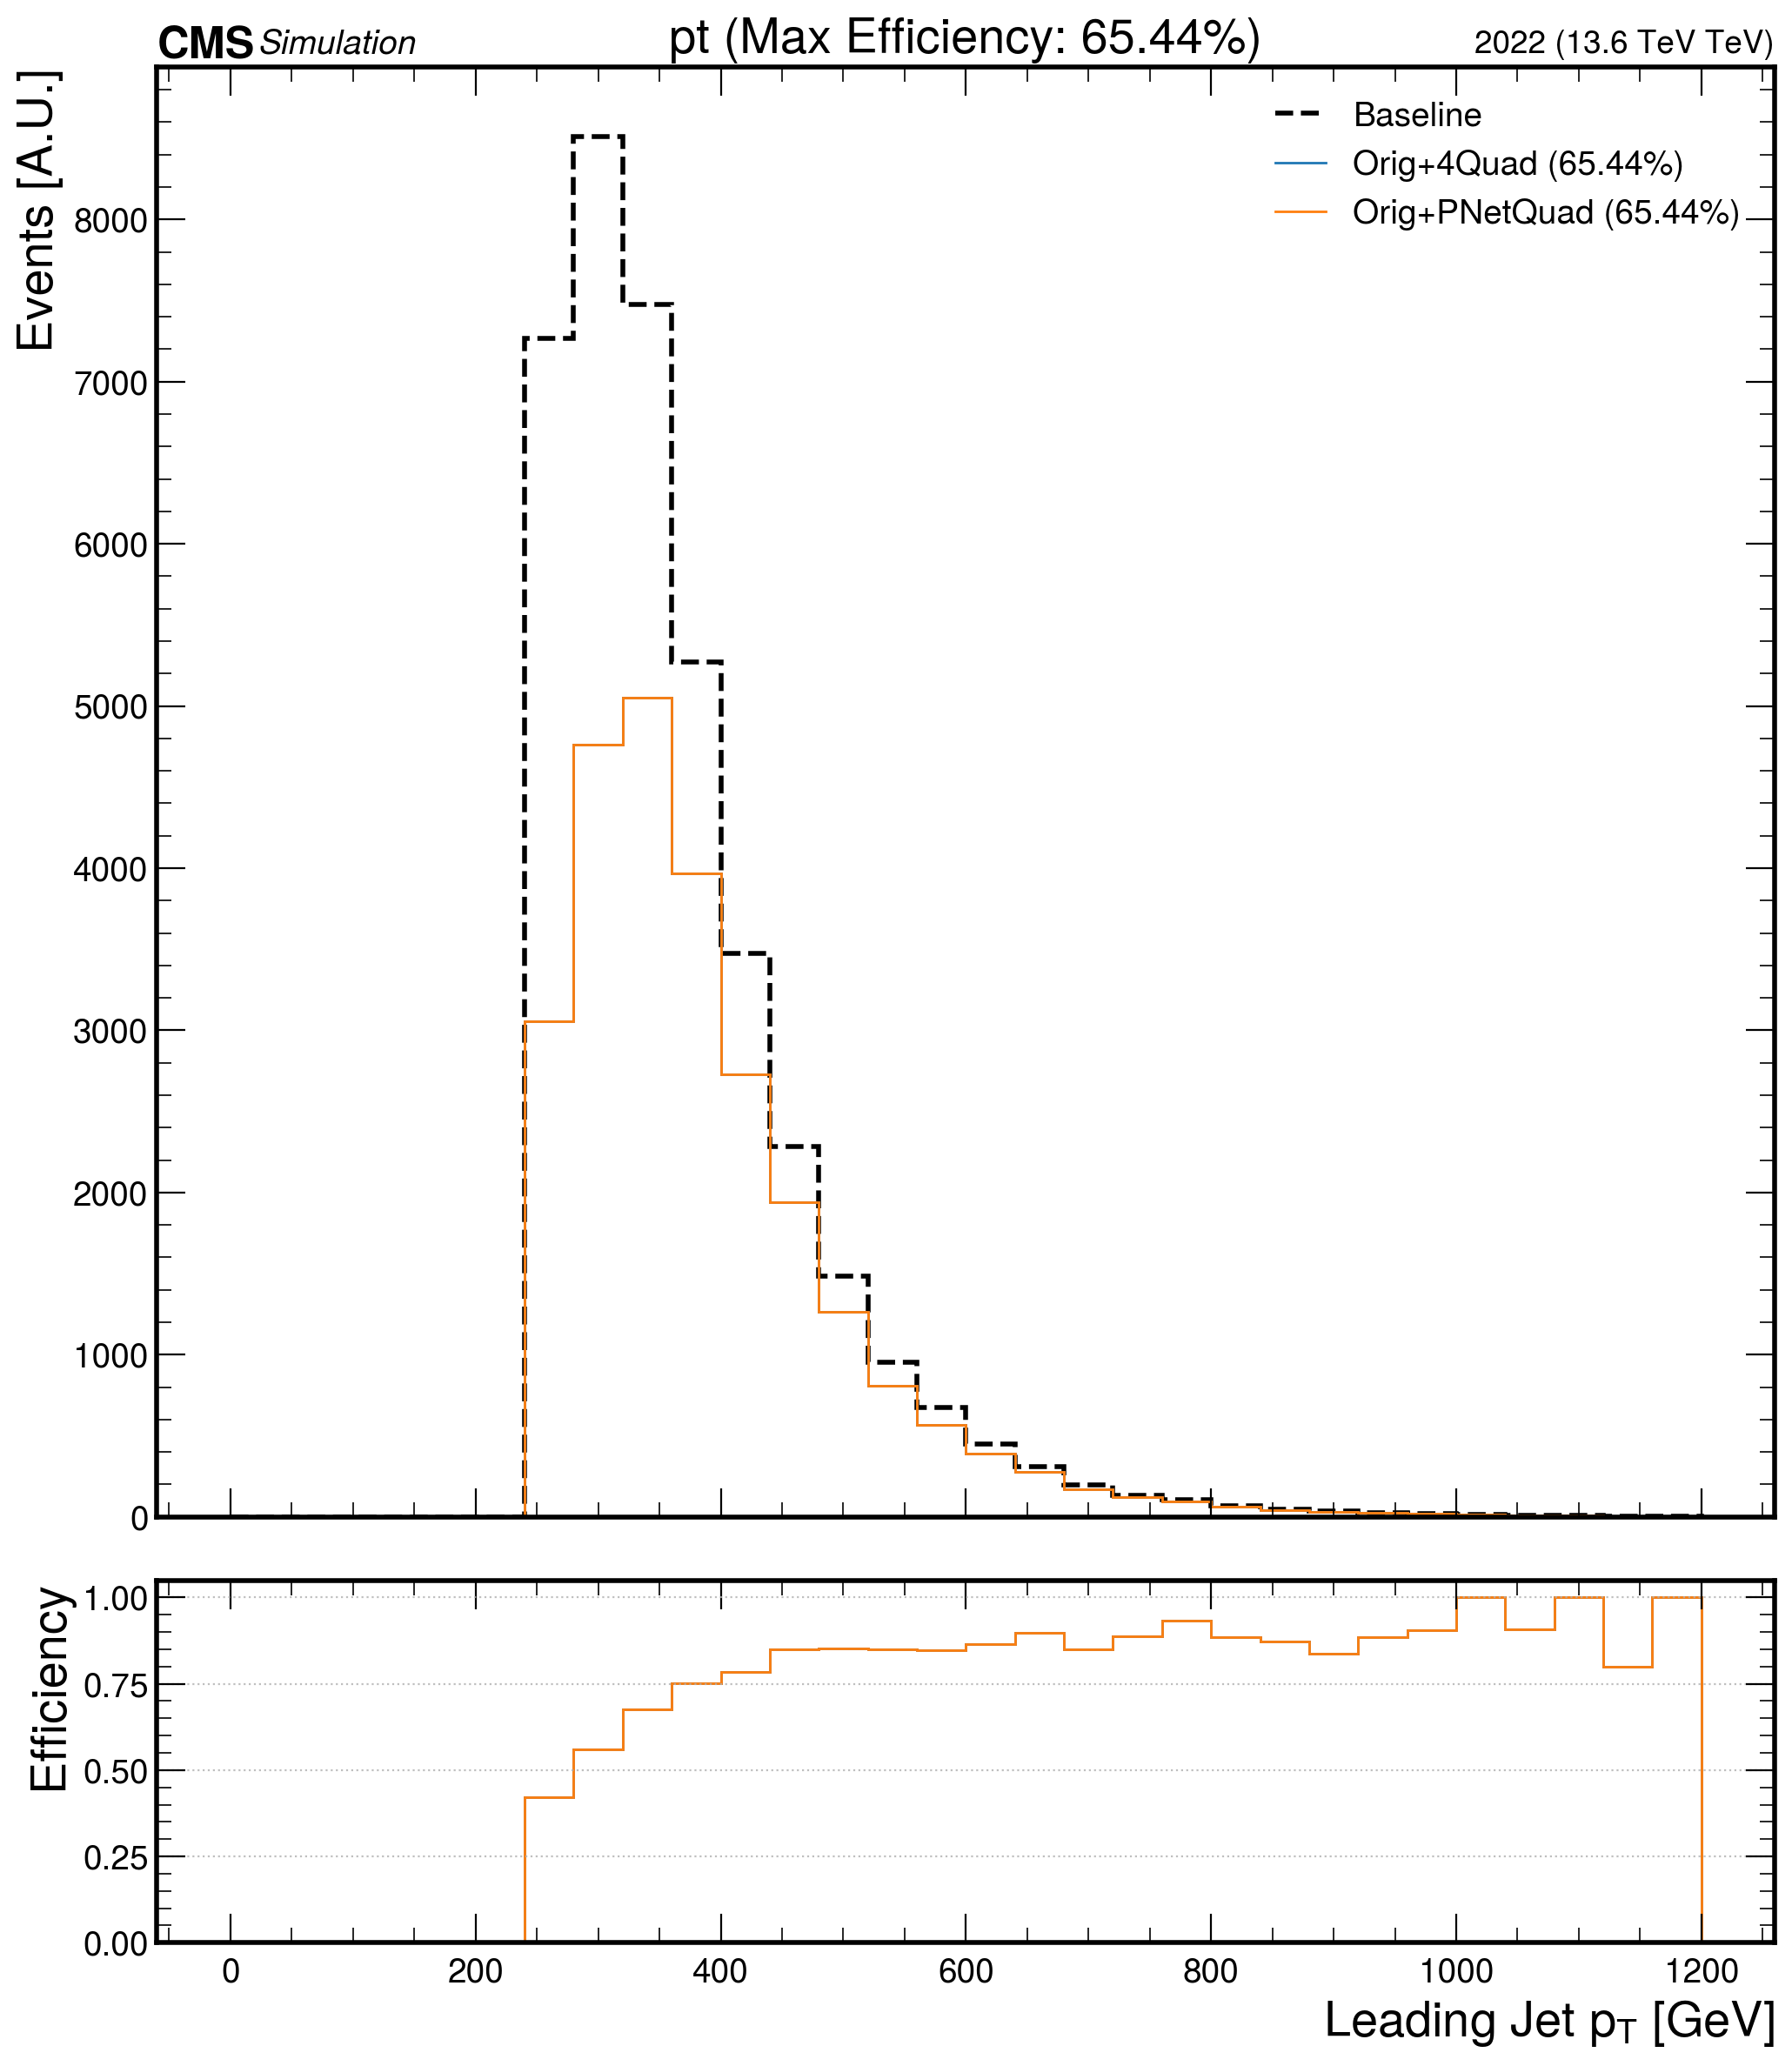 CMS Simulation pt (Max Efficiency: 65.44%) 2022 (13.6 TeV TeV)
Events [A.U.]
Baseline
Orig+4Quad (65.44%)
Orig+PNetQuad (65.44%)
8000
7000
6000
5000
4000
3000
2000
1000
0
Efficiency
1.00
0.75
0.50
0.25
0.00
0 200 400 600 800 1000 1200
Leading Jet pT [GeV]